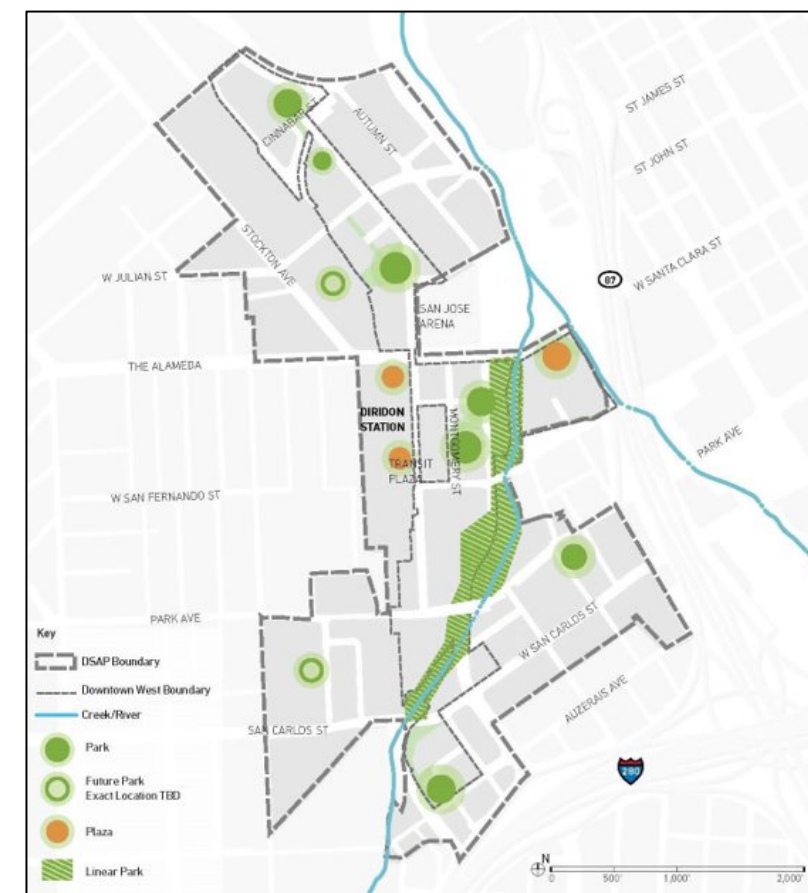 ST JAMES ST
CINNABAR ST
AUTUMN ST
ST JOHN ST
STOCKTON AVE
W SANTA CLARA ST
W JULIAN ST
87
SAN JOSE
ARENA
THE ALAMEDA
DIRIDON
STATION
MONTGOMERY ST
PARK AVE
TRANSIT
PLAZA
W SAN FERNANDO ST
PARK AVE
W SAN CARLOS ST
AUZERAIS AVE
SAN CARLOS ST
280
Key
DSAP Boundary
Downtown West Boundary
Creek/River
Park
Future Park
Exact Location TBD
Plaza
Linear Park
N
0 500' 1,000' 2,000'